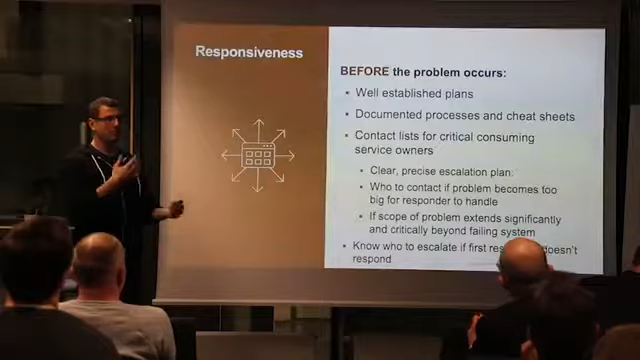 Responsiveness
BEFORE the problem occurs:
• Well established plans
• Documented processes and cheat sheets
• Contact lists for critical consuming
service owners
• Clear, precise escalation plan:
• Who to contact if problem becomes too
big for responder to handle
• If scope of problem extends significantly
and critically beyond failing system
• Know who to escalate if first doesn't
respond